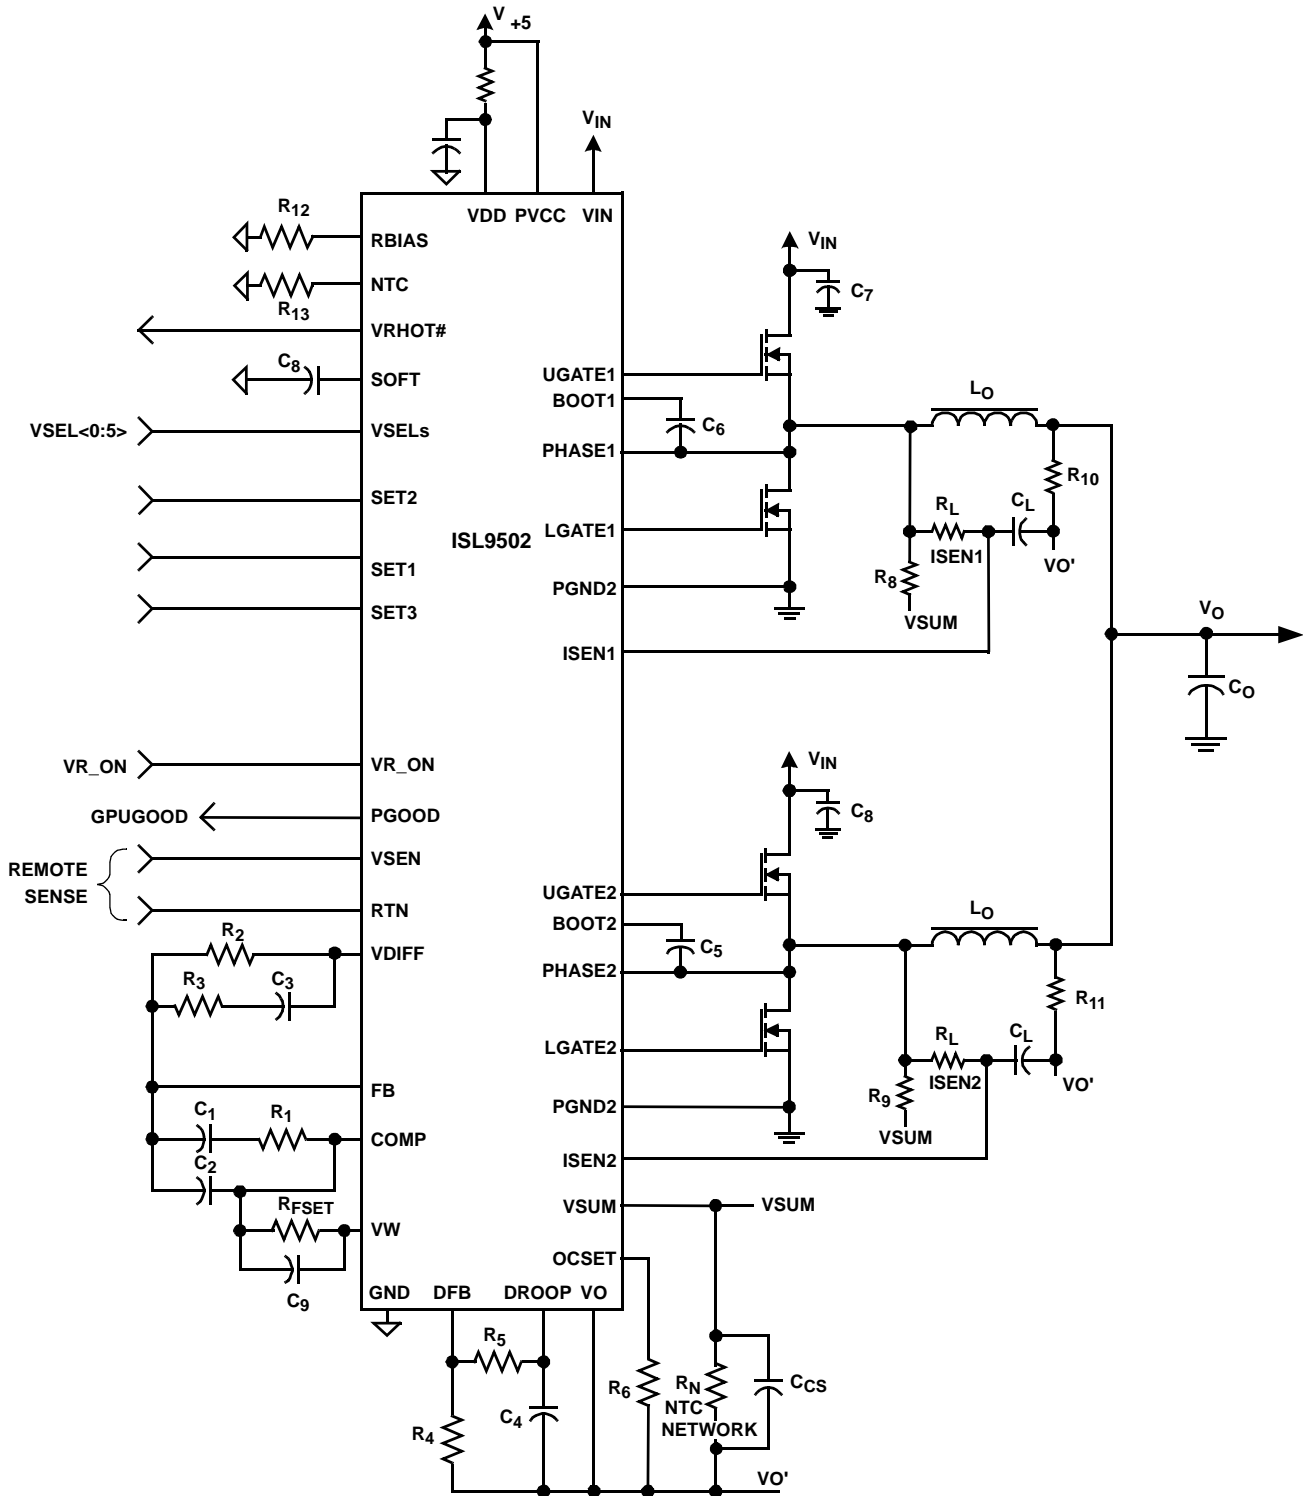 V +5
VIN
VDD PVCC VIN
R12
RBIAS
NTC
R13
VRHOT#
C8
SOFT
VSEL<0:5>
VSELs
SET2
SET1
SET3
ISL9502
VR_ON
VR_ON
GPUGOOD
PGOOD
REMOTE
SENSE
VSEN
RTN
R2
VDIFF
R3
C3
FB
C1
R1
COMP
C2
RFSET
VW
C9
GND
DFB
DROOP
VO
UGATE1
BOOT1
C6
PHASE1
LGATE1
PGND2
ISEN1
VIN
C7
LO
R10
RL
CL
ISEN1
VO'
R8
VSUM
VO
CO
VIN
C8
UGATE2
BOOT2
C5
PHASE2
LGATE2
PGND2
ISEN2
LO
R11
RL
CL
ISEN2
VO'
R9
VSUM
VSUM
VSUM
OCSET
R5
R4
C4
R6
RN
NTC
NETWORK
CCS
VO'